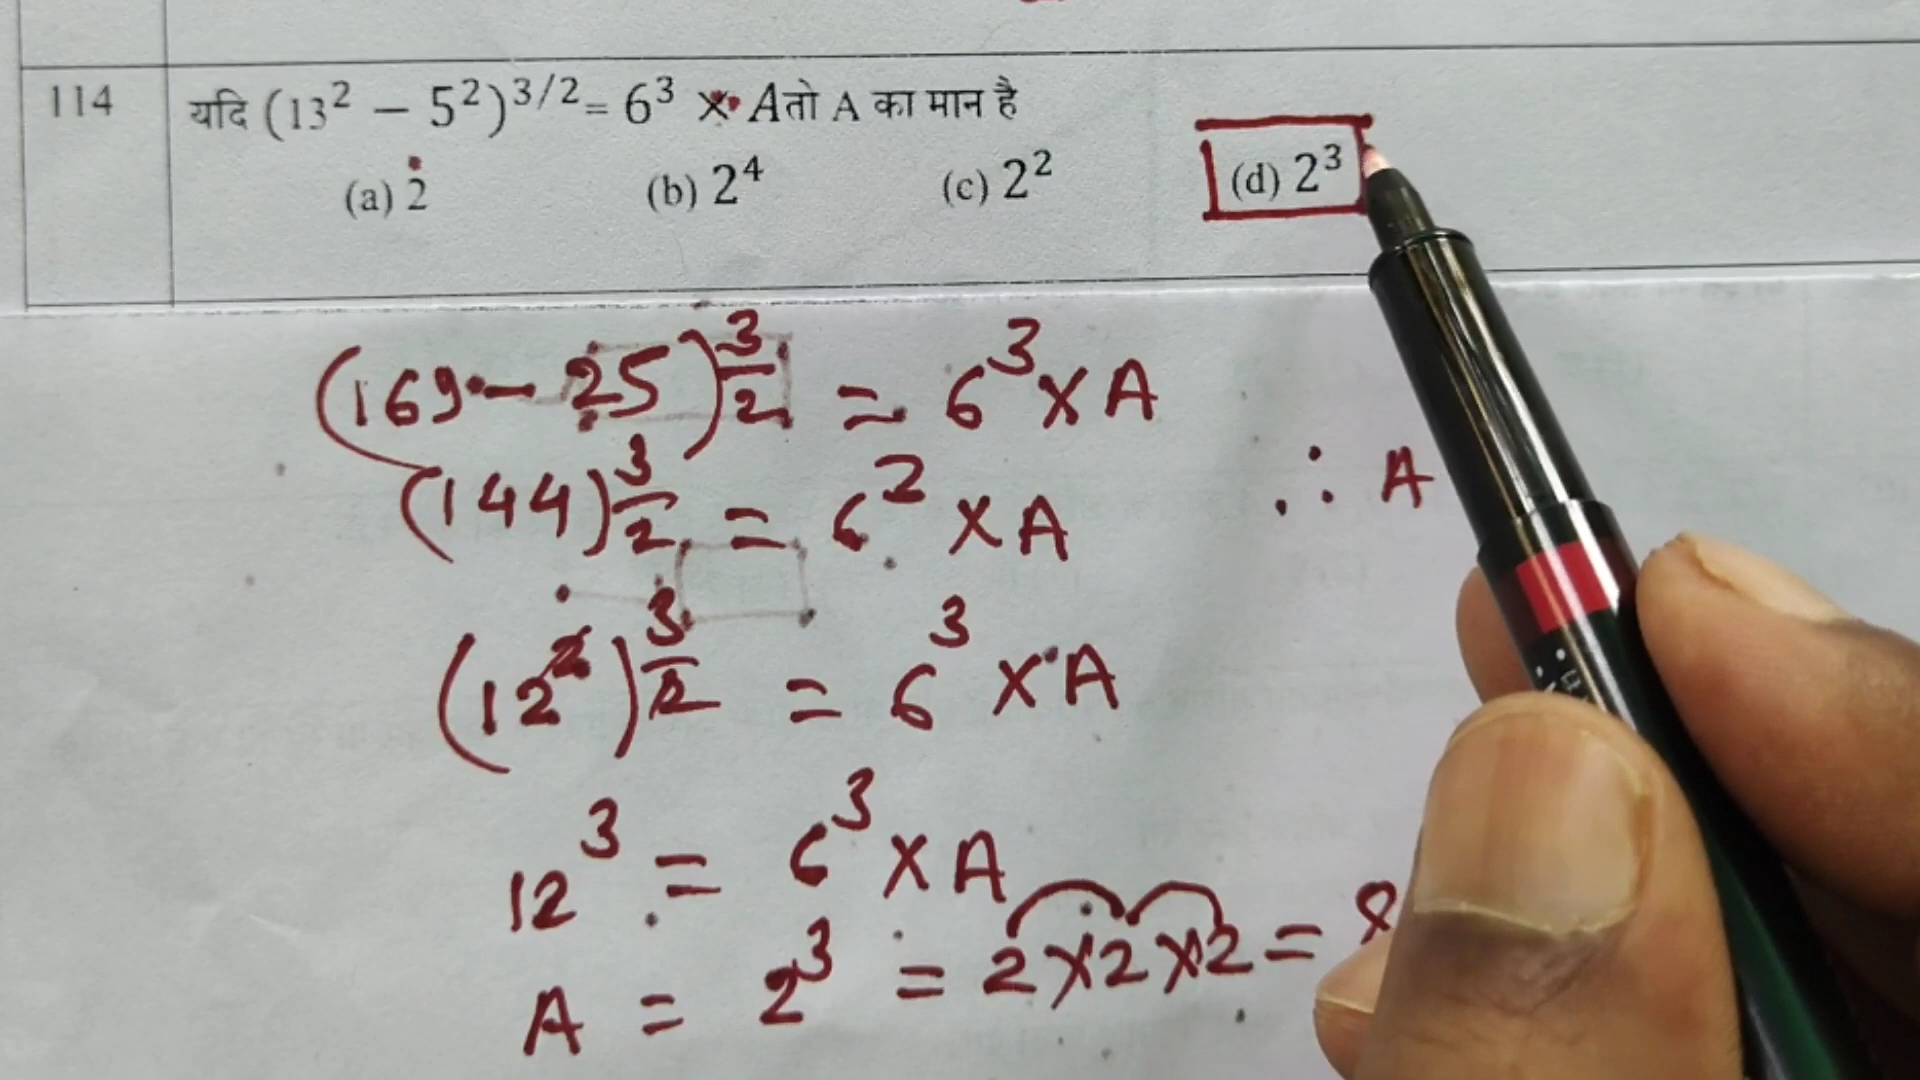 114 यदि (13² – 5²)³/² = 6³ × A तो A का मान है
(a) 2 (b) 2⁴ (c) 2² (d) 2³
(169 - 25)^3/2 = 6³ × A
(144)^3/2 = 6² × A ∴ A
(12²)^3/2 = 6³ × A
12³ = 6³ × A
A = 2³ = 2×2×2 = 8